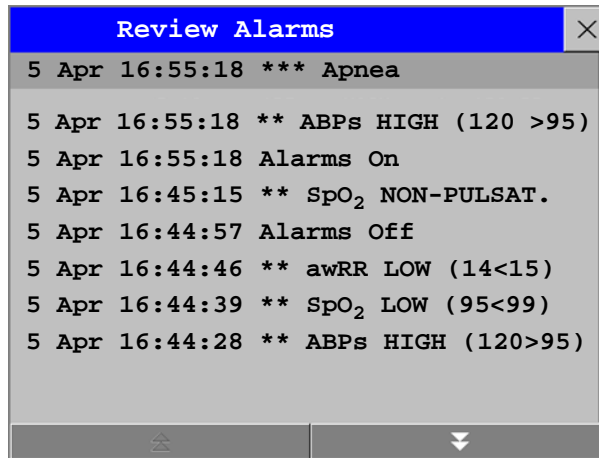 Review Alarms
5 Apr 16:55:18 *** Apnea
5 Apr 16:55:18 ** ABPs HIGH (120 >95)
5 Apr 16:55:18 Alarms On
5 Apr 16:45:15 ** SpO₂ NON-PULSAT.
5 Apr 16:44:57 Alarms Off
5 Apr 16:44:46 ** awRR LOW (14<15)
5 Apr 16:44:39 ** SpO₂ LOW (95<99)
5 Apr 16:44:28 ** ABPs HIGH (120>95)